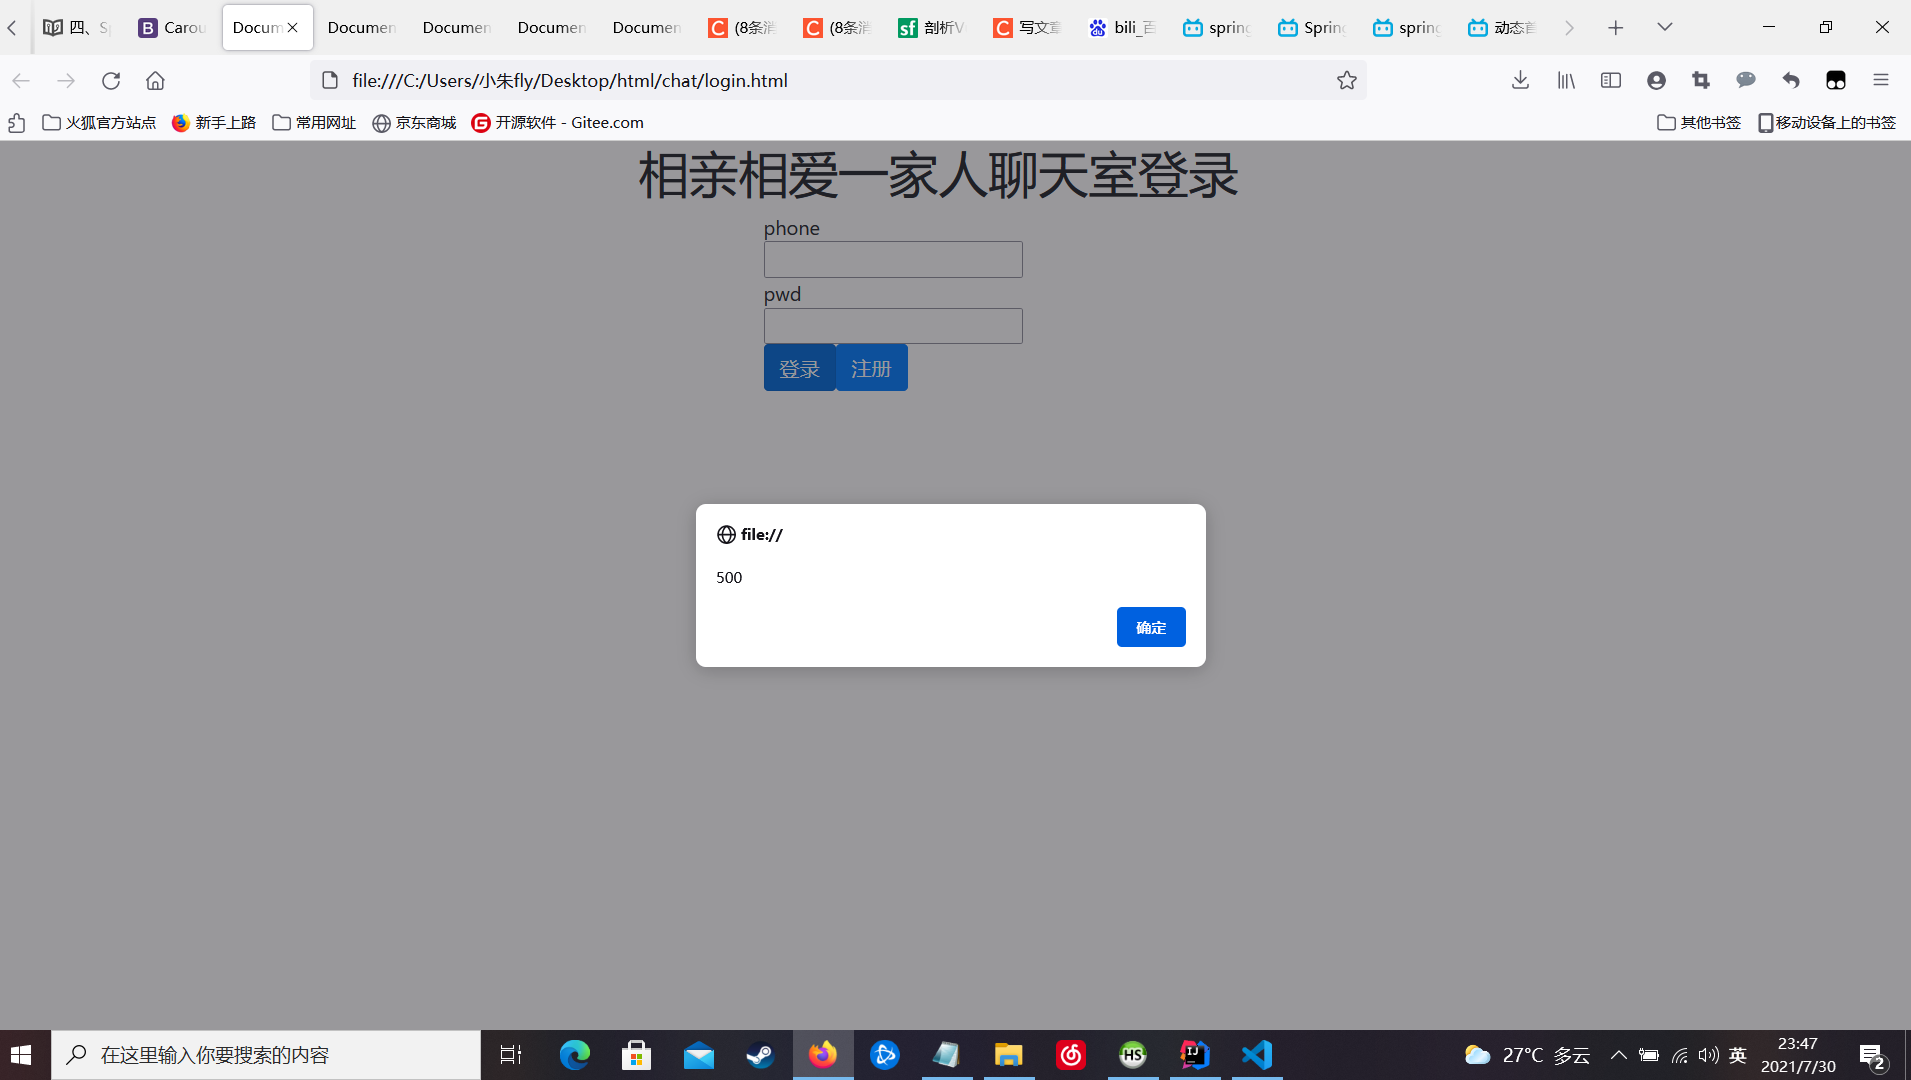 四、Sp
Carou
Docum
Documen
Documen
Documen
Documen
(8条消
(8条消
剖析V
写文章
bili_百
spring
Spring
spring
动态首
file:///C:/Users/小朱fly/Desktop/html/chat/login.html
火狐官方站点
新手上路
常用网址
京东商城
开源软件 - Gitee.com
其他书签
移动设备上的书签
相亲相爱一家人聊天室登录
phone
pwd
登录
注册
file://
500
确定
在这里输入你要搜索的内容
27°C 多云
英
23:47
2021/7/30
2